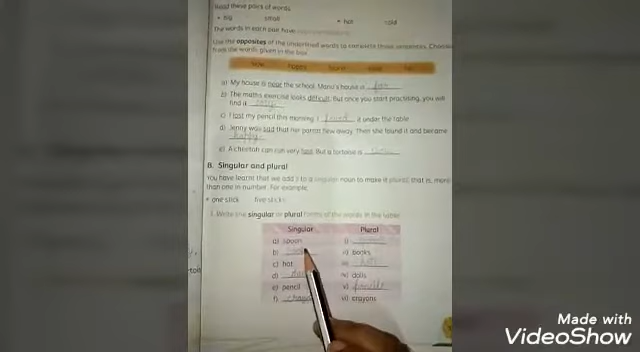 Read these pairs of words.
• big small • hot cold
The words in each pair have
Use the opposites of the underlined words to complete these sentences. Choose
from the words given in the box.
slow happy found
a) My house is near the school. Mona's house is far
b) The maths exercise looks difficult. But once you start practising, you will
find it easy
c) I lost my pencil this morning. I found it under the table.
d) Jenny was sad that her parrot flew away. Then she found it and became
happy
e) A cheetah can run very fast. But a tortoise is
B. Singular and plural
You have learnt that we add s to a singular noun to make it plural, that is, more
than one in number. For example:
• one stick five sticks
1. Write the singular or plural forms of the words in the table.
Singular Plural
a) spoon i)
b) ii) books
c) hat iii)
d) iv) dolls
e) pencil v) pencils
f) vi) crayons
Made with
VideoShow